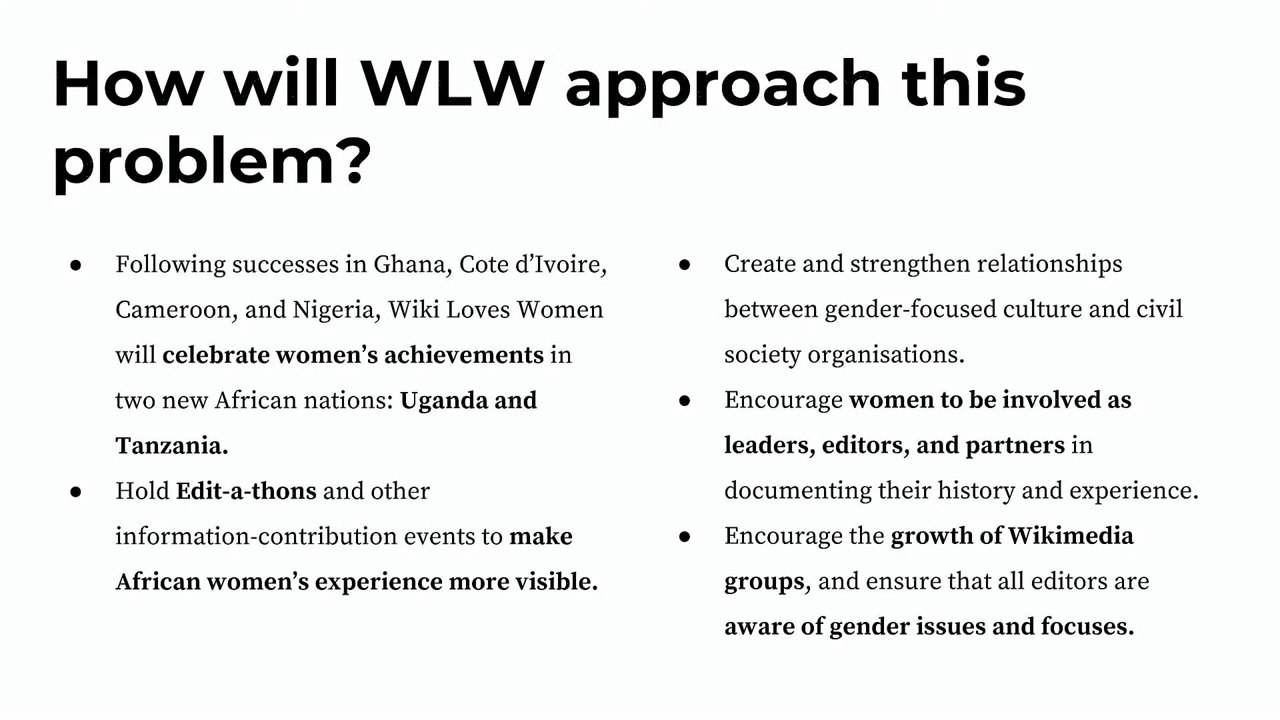 How will WLW approach this
problem?
● Following successes in Ghana, Cote d’Ivoire,
Cameroon, and Nigeria, Wiki Loves Women
will celebrate women’s achievements in
two new African nations: Uganda and
Tanzania.
● Hold Edit-a-thons and other
information-contribution events to make
African women’s experience more visible.
● Create and strengthen relationships
between gender-focused culture and civil
society organisations.
● Encourage women to be involved as
leaders, editors, and partners in
documenting their history and experience.
● Encourage the growth of Wikimedia
groups, and ensure that all editors are
aware of gender issues and focuses.